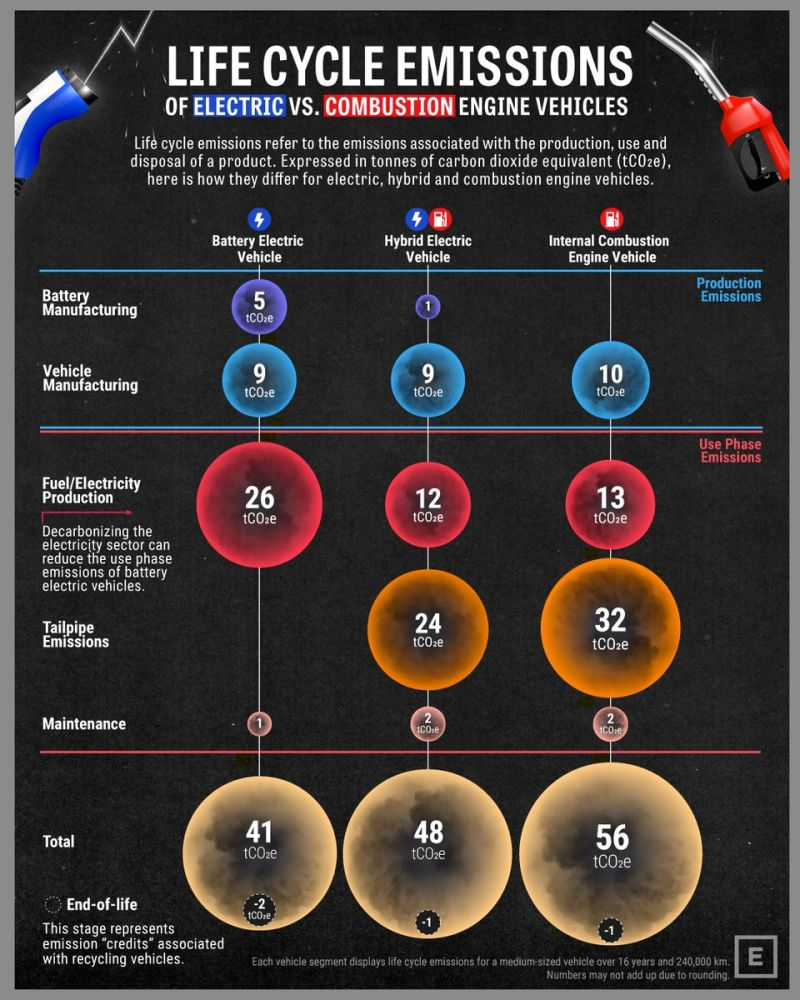 LIFE CYCLE EMISSIONS
OF ELECTRIC VS. COMBUSTION ENGINE VEHICLES
Life cycle emissions refer to the emissions associated with the production, use and
disposal of a product. Expressed in tonnes of carbon dioxide equivalent (tCO₂e),
here is how they differ for electric, hybrid and combustion engine vehicles.
Battery Electric
Vehicle
Hybrid Electric
Vehicle
Internal Combustion
Engine Vehicle
Production
Emissions
Battery
Manufacturing
5
tCO₂e
1
Vehicle
Manufacturing
9
tCO₂e
9
tCO₂e
10
tCO₂e
Use Phase
Emissions
Fuel/Electricity
Production
Decarbonizing the
electricity sector can
reduce the use phase
emissions of battery
electric vehicles.
26
tCO₂e
12
tCO₂e
13
tCO₂e
Tailpipe
Emissions
24
tCO₂e
32
tCO₂e
Maintenance
1
2
tCO₂e
2
tCO₂e
Total
41
tCO₂e
48
tCO₂e
56
tCO₂e
End-of-life
This stage represents
emission “credits” associated
with recycling vehicles.
-2
tCO₂e
-1
-1
Each vehicle segment displays life cycle emissions for a medium-sized vehicle over 16 years and 240,000 km.
Numbers may not add up due to rounding.
E